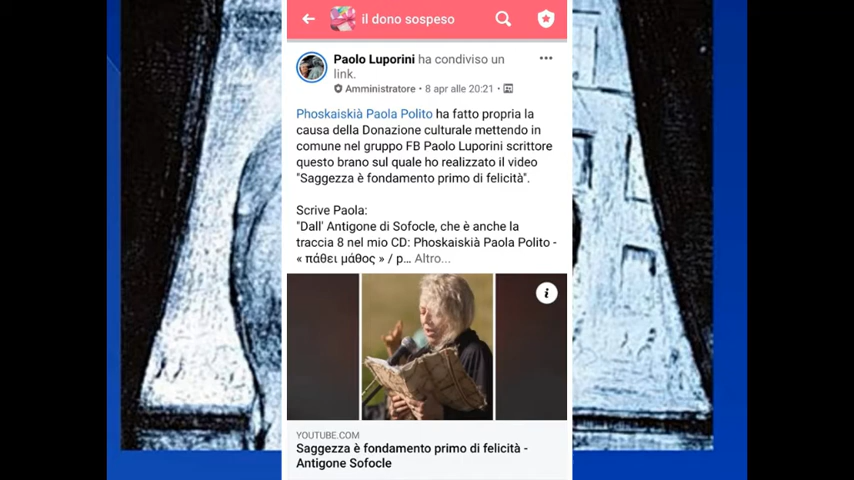 il dono sospeso
Paolo Luporini ha condiviso un
link.
Amministratore • 8 apr alle 20:21 •
Phoskaiskià Paola Polito ha fatto propria la
causa della Donazione culturale mettendo in
comune nel gruppo FB Paolo Luporini scrittore
questo brano sul quale ho realizzato il video
"Saggezza è fondamento primo di felicità".
Scrive Paola:
"Dall' Antigone di Sofocle, che è anche la
traccia 8 nel mio CD: Phoskaiskià Paola Polito -
« πάθει μάθος » / p... Altro...
YOUTUBE.COM
Saggezza è fondamento primo di felicità -
Antigone Sofocle